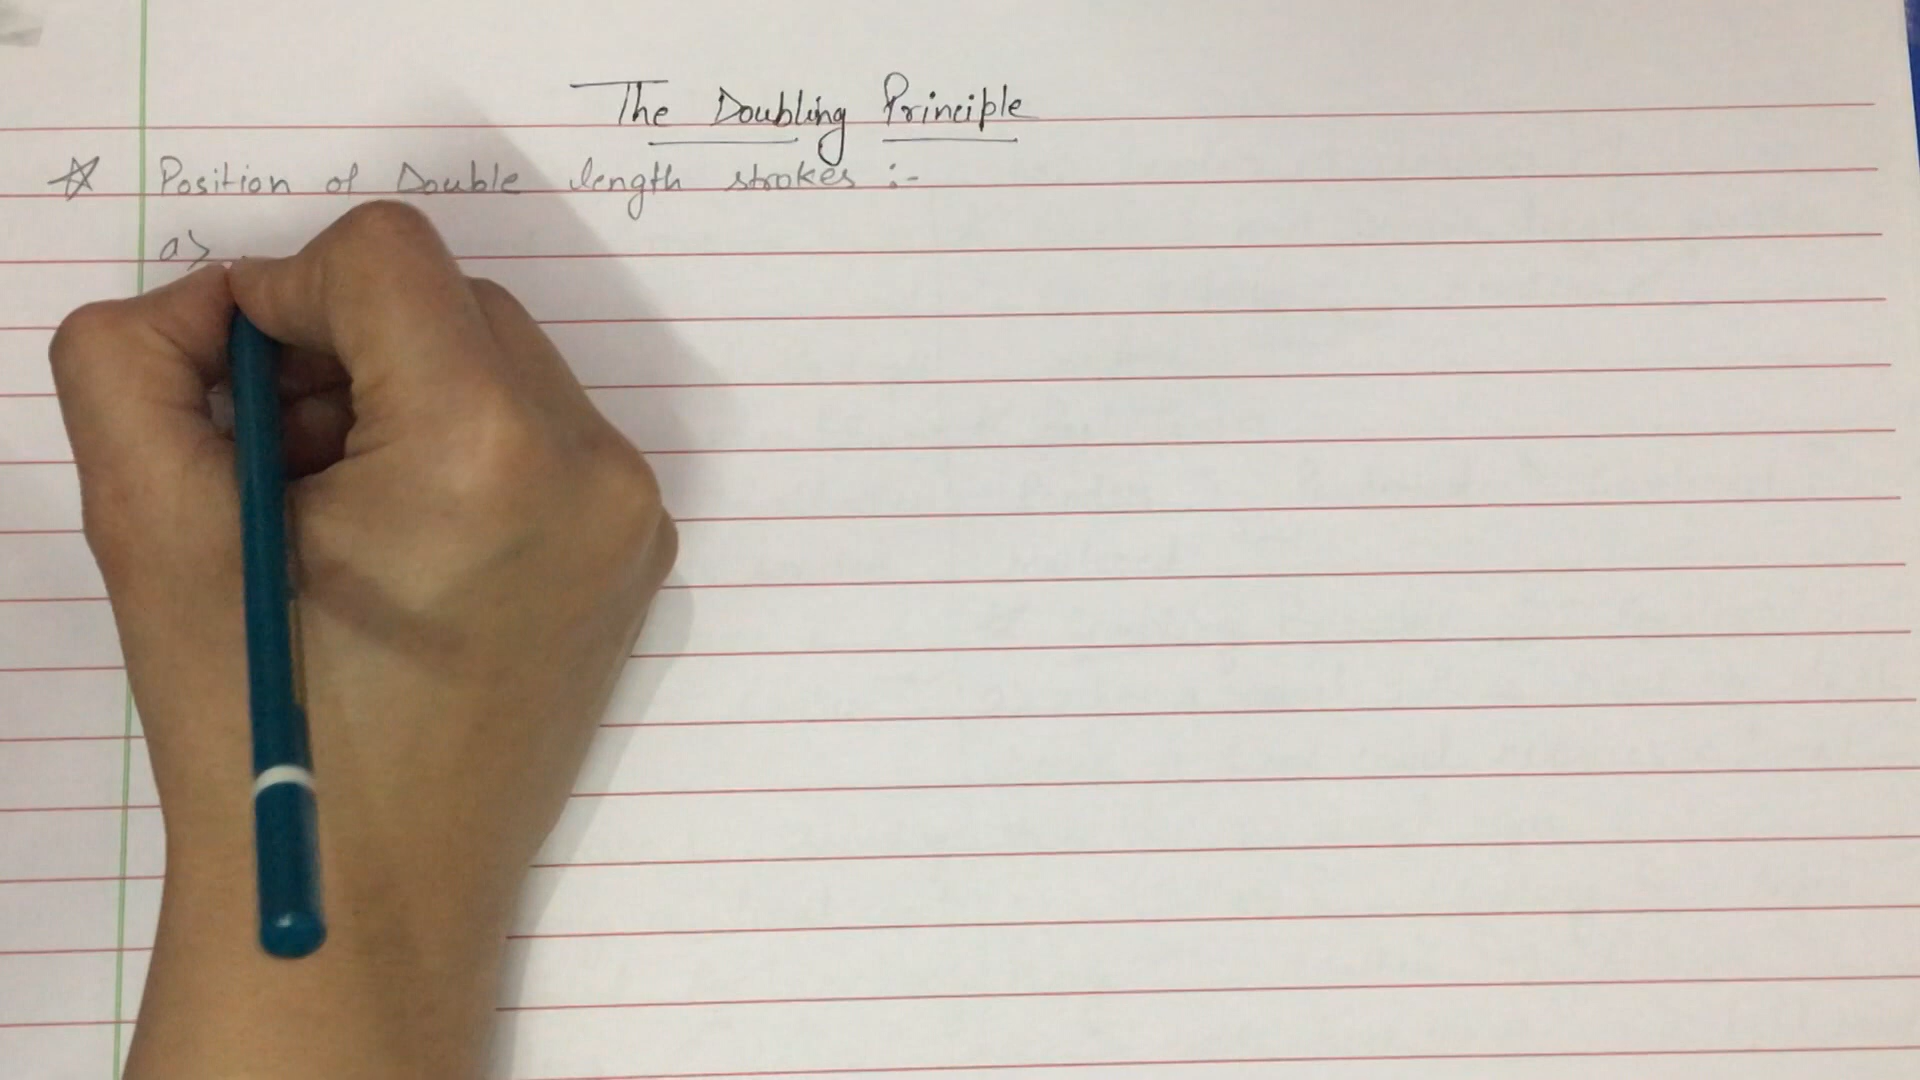 The Doubling Principle
☆ Position of Double length strokes :-
a>